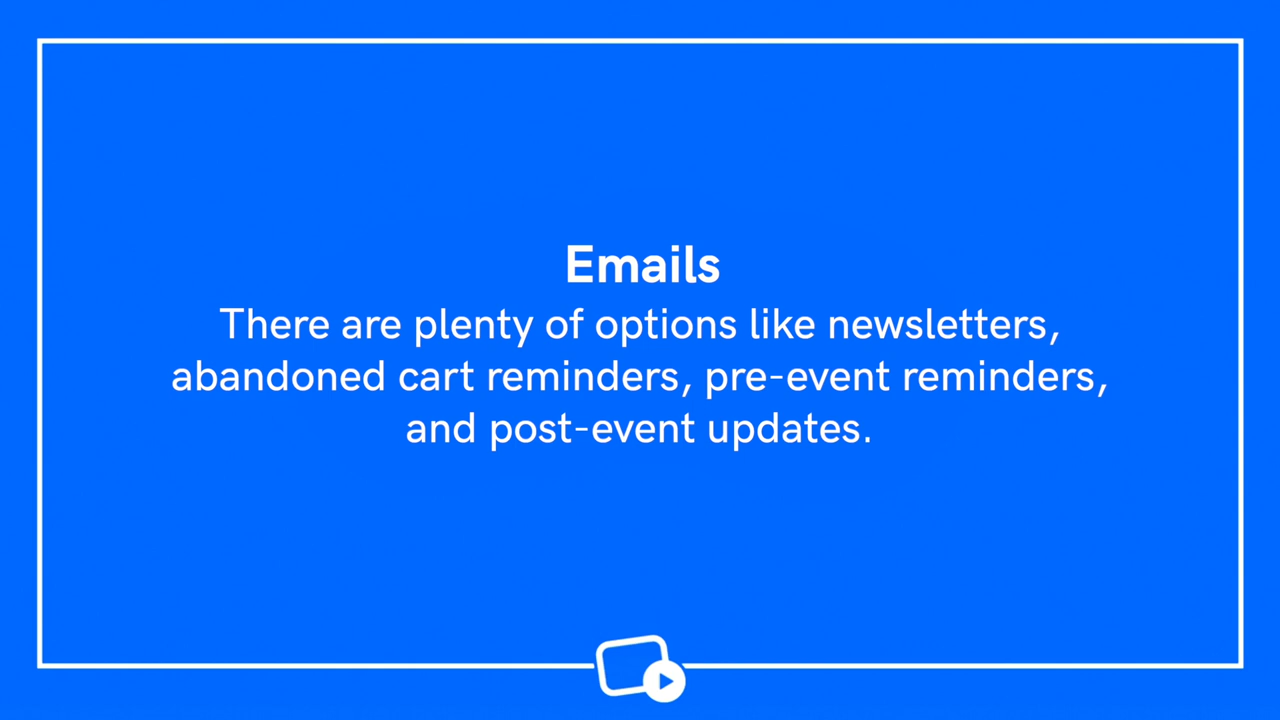 Emails
There are plenty of options like newsletters,
abandoned cart reminders, pre-event reminders,
and post-event updates.